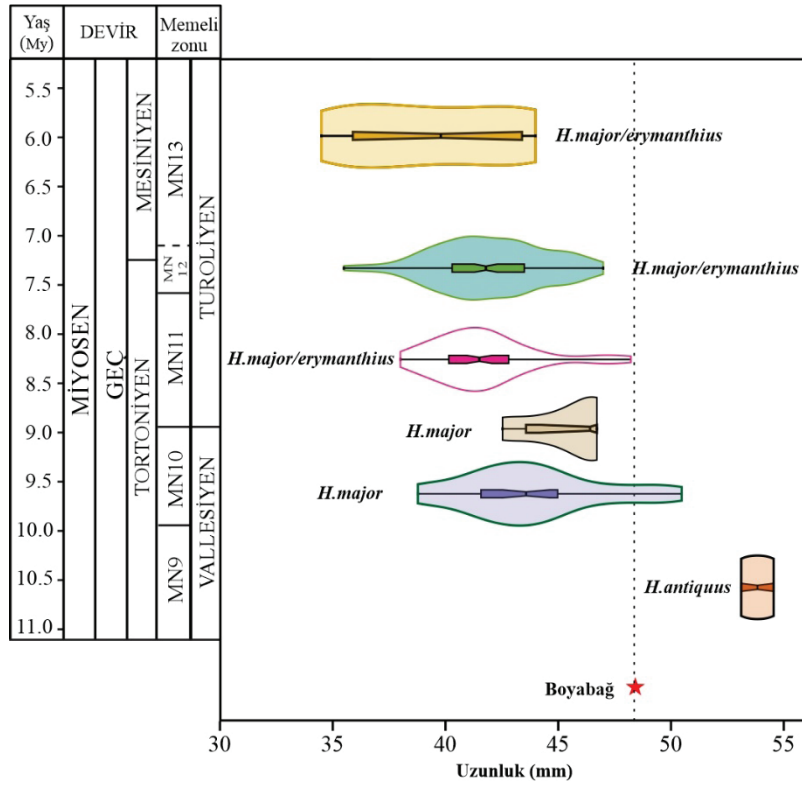 Yaş
(My)
DEVİR
Memeli
zonu
5.5
6.0
6.5
7.0
7.5
8.0
8.5
9.0
9.5
10.0
10.5
11.0
MİYOSEN
GEÇ
MESİNİYEN
TORTONİYEN
MN13
MN
12
MN11
MN10
MN9
TUROLİYEN
VALLESİYEN
H.major/erymanthius
H.major/erymanthius
H.major/erymanthius
H.major
H.major
H.antiquus
Boyabağ
30
35
40
45
50
55
Uzunluk (mm)